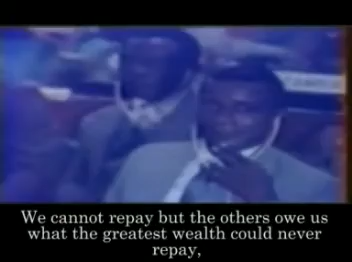 We cannot repay but the others owe us
what the greatest wealth could never
repay,